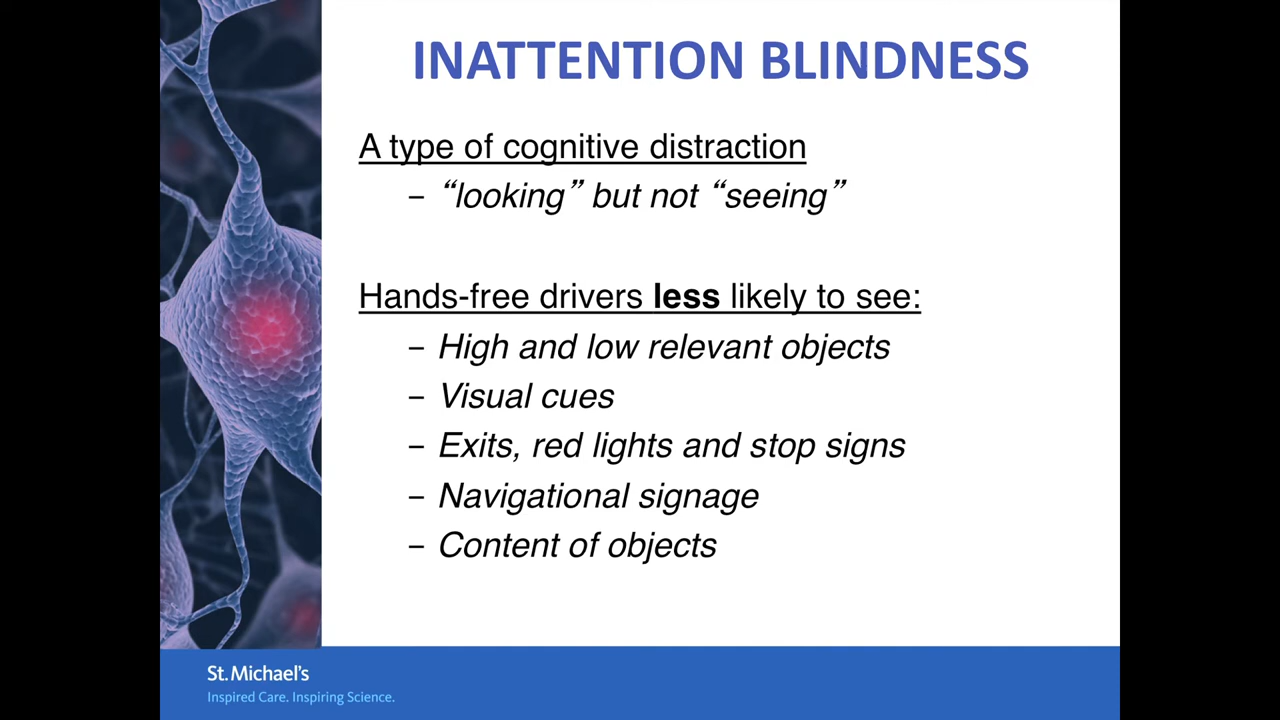 INATTENTION BLINDNESS
A type of cognitive distraction
– “looking” but not “seeing”
Hands-free drivers less likely to see:
– High and low relevant objects
– Visual cues
– Exits, red lights and stop signs
– Navigational signage
– Content of objects
St. Michael's
Inspired Care. Inspiring Science.